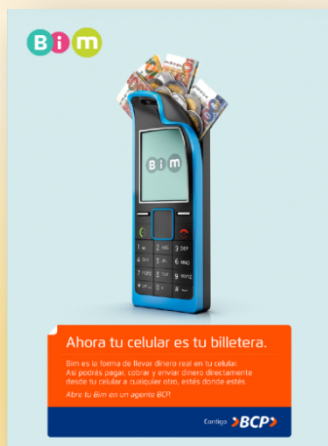 Bim
Bim
Ahora tu celular es tu billetera.
Bim es la forma de llevar dinero real en tu celular.
Así podrás pagar, cobrar y enviar dinero directamente
desde tu celular a cualquier otro, estés donde estés.
Abre tu Bim en un agente BCP.
Contigo >BCP>